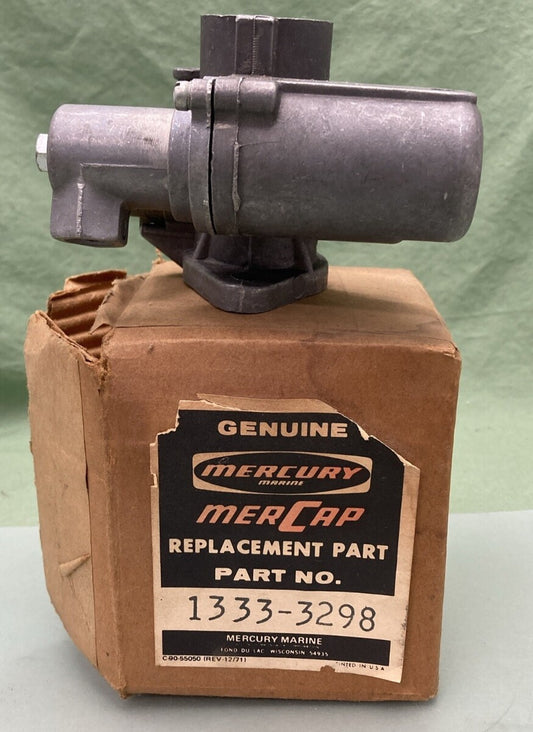 GENUINE
MERCURY
MARINE
MERCAP
REPLACEMENT PART
PART NO.
1333-3298
MERCURY MARINE
FOND DU LAC, WISCONSIN 54935
C-90-55050 (REV-12/71)
PRINTED IN U.S.A.